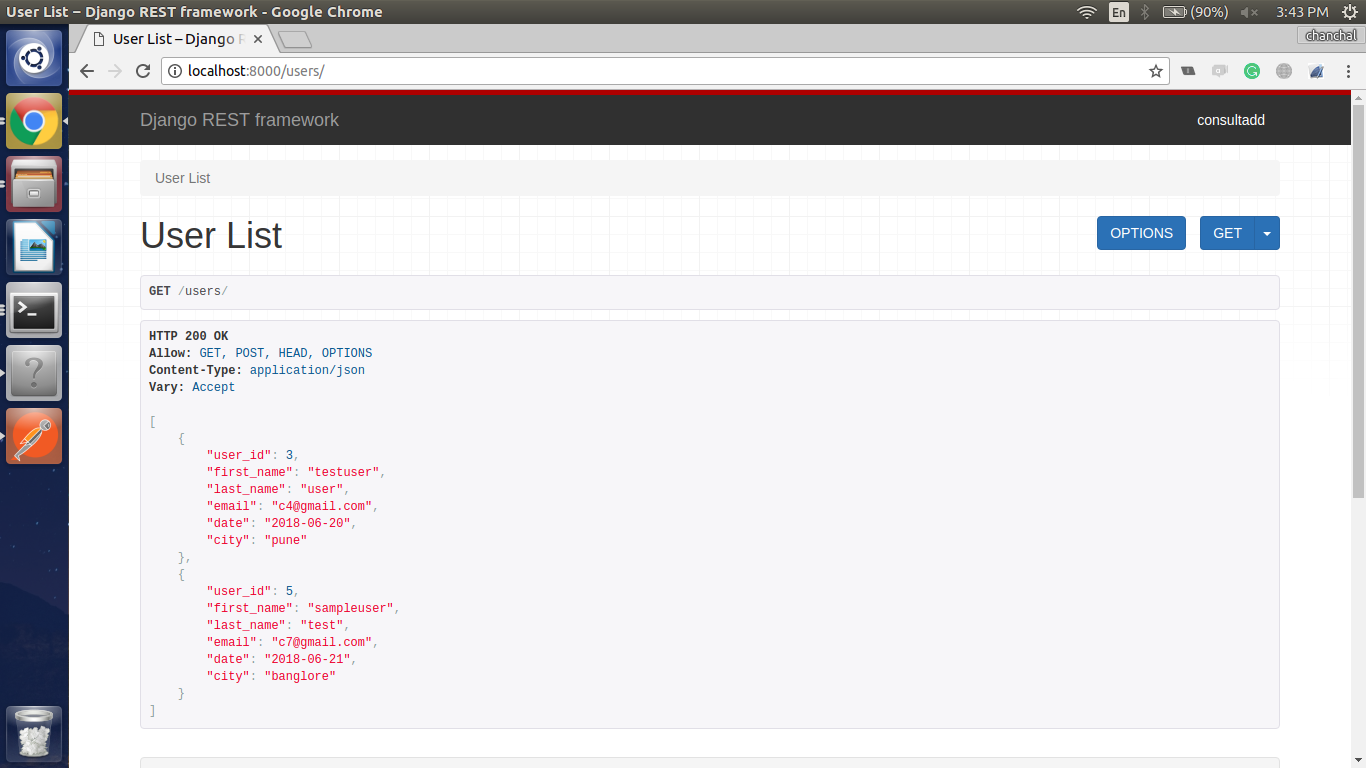 User List – Django REST framework - Google Chrome
En
(90%)
3:43 PM
User List – Django R
chanchal
localhost:8000/users/
Django REST framework
consultadd
User List
User List
OPTIONS
GET
GET /users/
HTTP 200 OK
Allow: GET, POST, HEAD, OPTIONS
Content-Type: application/json
Vary: Accept
[
    {
        "user_id": 3,
        "first_name": "testuser",
        "last_name": "user",
        "email": "c4@gmail.com",
        "date": "2018-06-20",
        "city": "pune"
    },
    {
        "user_id": 5,
        "first_name": "sampleuser",
        "last_name": "test",
        "email": "c7@gmail.com",
        "date": "2018-06-21",
        "city": "banglore"
    }
]